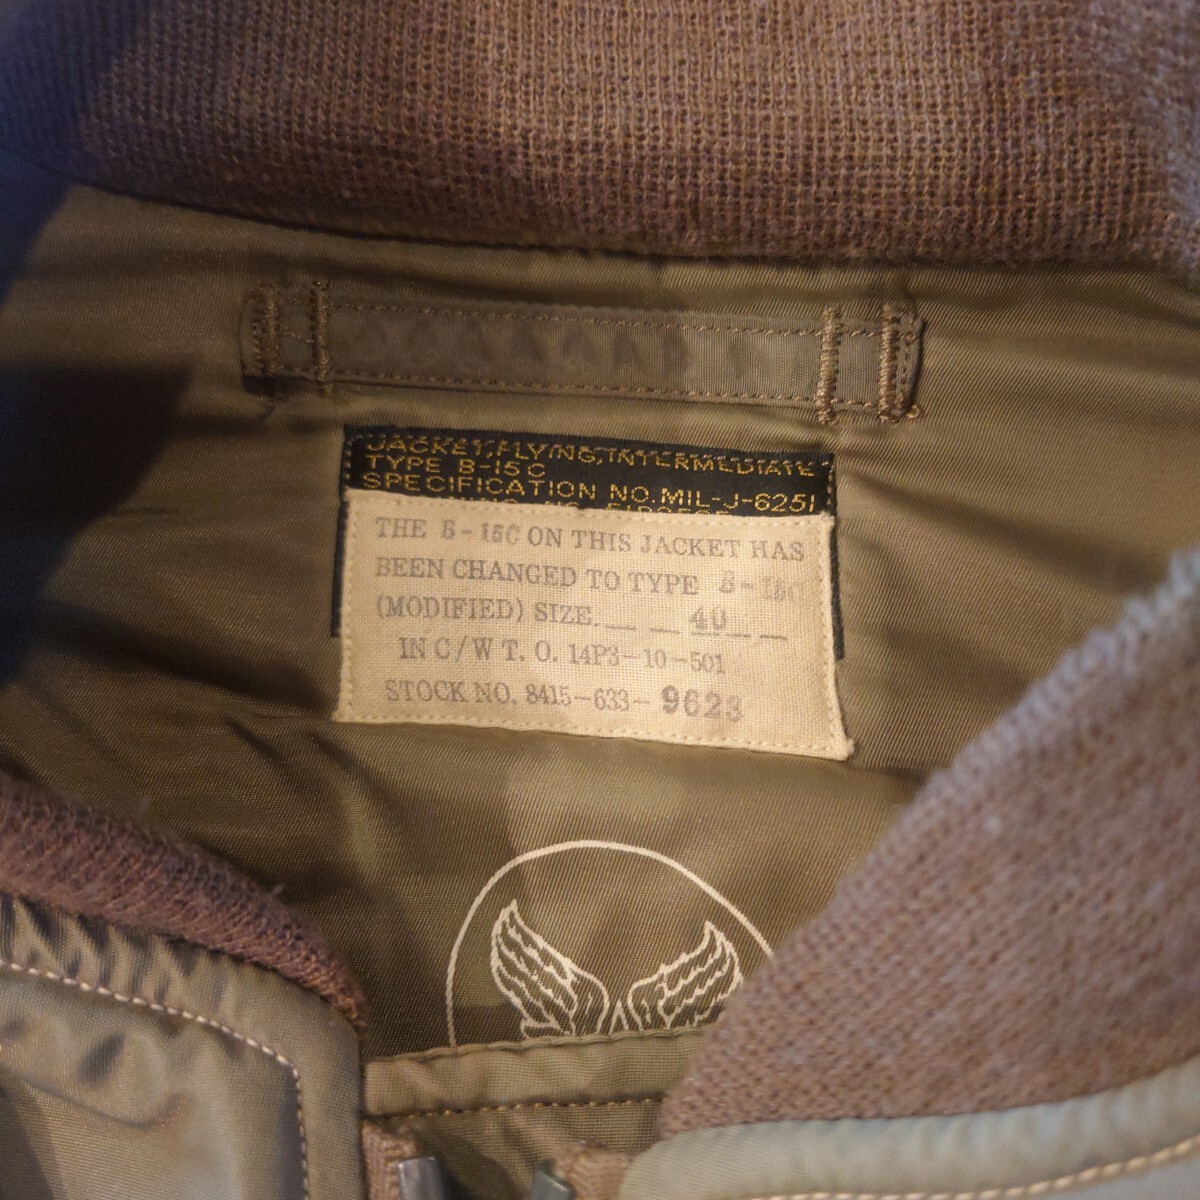 JACKET, FLYING, INTERMEDIATE
TYPE B-15C
SPECIFICATION NO. MIL-J-6251
THE B-15C ON THIS JACKET HAS
BEEN CHANGED TO TYPE B-15C
(MODIFIED) SIZE. 40
IN C/W T. O. 14P3-10-501
STOCK NO. 8415-633-9623